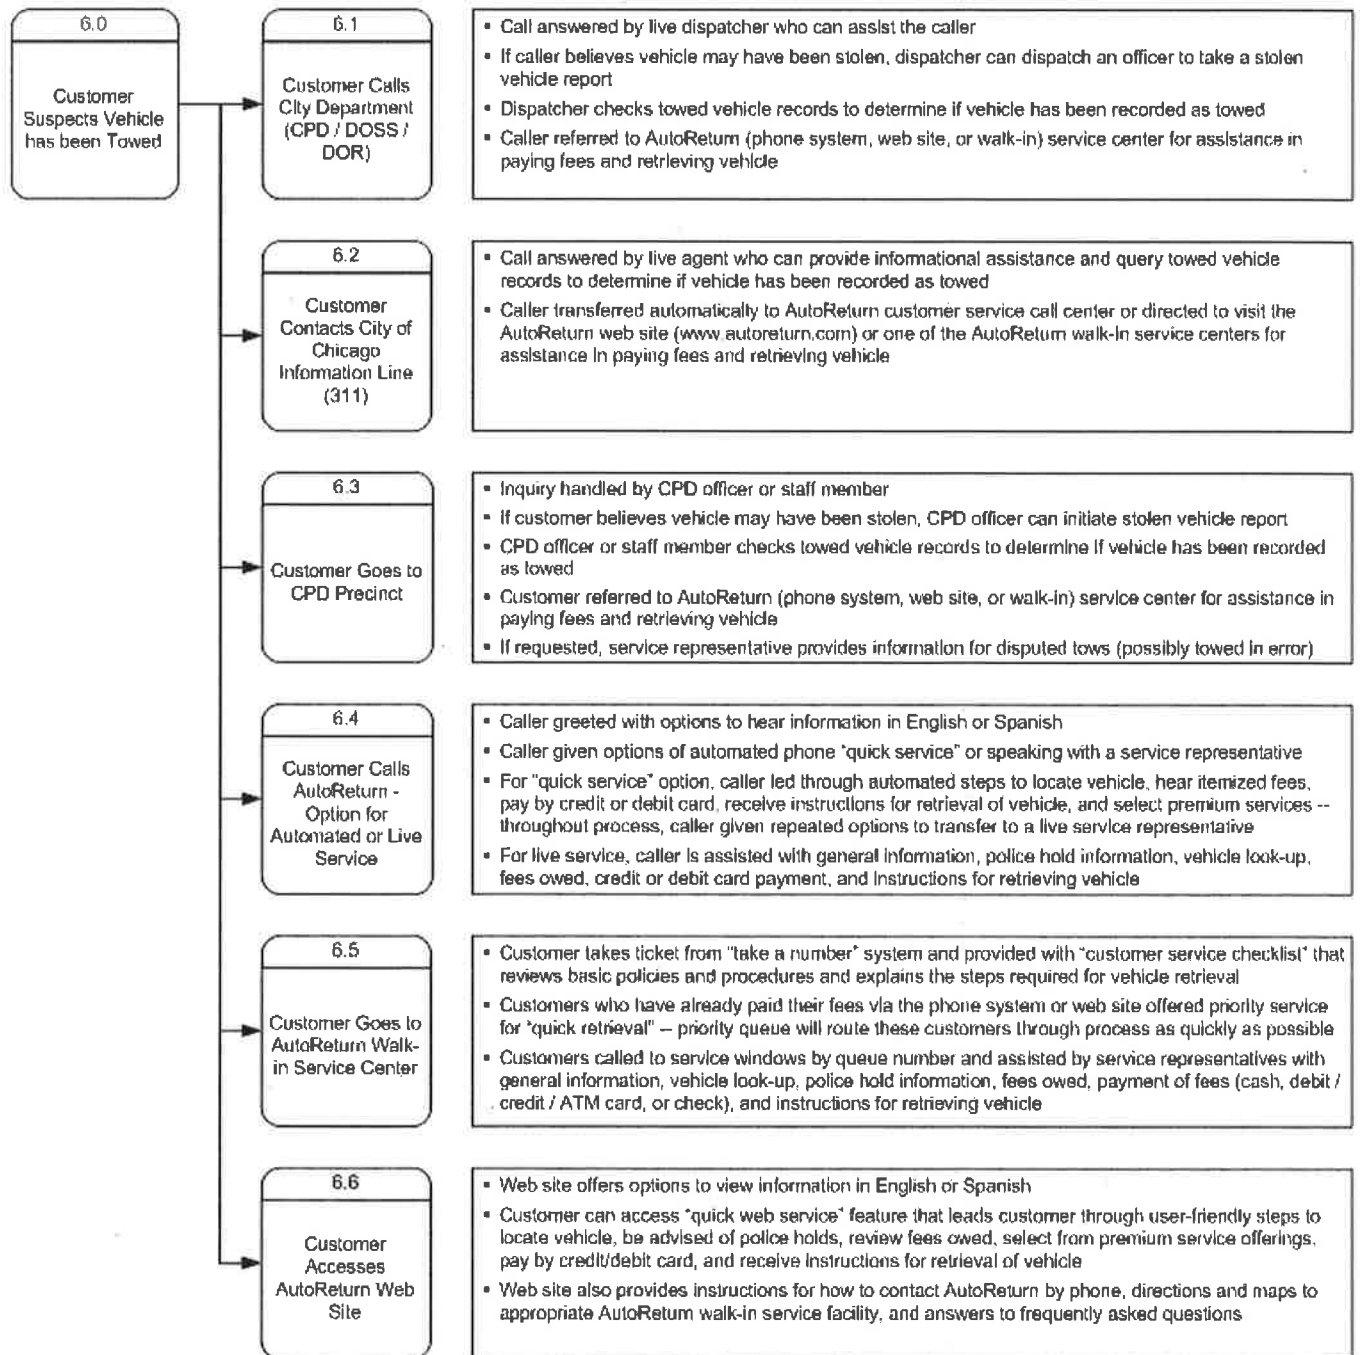 6.0
Customer
Suspects Vehicle
has been Towed
6.1
Customer Calls
City Department
(CPD / DOSS /
DOR)
▪ Call answered by live dispatcher who can assist the caller
▪ If caller believes vehicle may have been stolen, dispatcher can dispatch an officer to take a stolen
vehicle report
▪ Dispatcher checks towed vehicle records to determine if vehicle has been recorded as towed
▪ Caller referred to AutoReturn (phone system, web site, or walk-in) service center for assistance in
paying fees and retrieving vehicle
6.2
Customer
Contacts City of
Chicago
Information Line
(311)
▪ Call answered by live agent who can provide informational assistance and query towed vehicle
records to determine if vehicle has been recorded as towed
▪ Caller transferred automatically to AutoReturn customer service call center or directed to visit the
AutoReturn web site (www.autoreturn.com) or one of the AutoReturn walk-in service centers for
assistance in paying fees and retrieving vehicle
6.3
Customer Goes to
CPD Precinct
▪ Inquiry handled by CPD officer or staff member
▪ If customer believes vehicle may have been stolen, CPD officer can initiate stolen vehicle report
▪ CPD officer or staff member checks towed vehicle records to determine if vehicle has been recorded
as towed
▪ Customer referred to AutoReturn (phone system, web site, or walk-in) service center for assistance in
paying fees and retrieving vehicle
▪ If requested, service representative provides information for disputed tows (possibly towed in error)
6.4
Customer Calls
AutoReturn -
Option for
Automated or Live
Service
▪ Caller greeted with options to hear information in English or Spanish
▪ Caller given options of automated phone "quick service" or speaking with a service representative
▪ For "quick service" option, caller led through automated steps to locate vehicle, hear itemized fees,
pay by credit or debit card, receive instructions for retrieval of vehicle, and select premium services --
throughout process, caller given repeated options to transfer to a live service representative
▪ For live service, caller is assisted with general information, police hold information, vehicle look-up,
fees owed, credit or debit card payment, and instructions for retrieving vehicle
6.5
Customer Goes to
AutoReturn Walk-
in Service Center
▪ Customer takes ticket from "take a number" system and provided with "customer service checklist" that
reviews basic policies and procedures and explains the steps required for vehicle retrieval
▪ Customers who have already paid their fees via the phone system or web site offered priority service
for "quick retrieval" – priority queue will route these customers through process as quickly as possible
▪ Customers called to service windows by queue number and assisted by service representatives with
general information, vehicle look-up, police hold information, fees owed, payment of fees (cash, debit /
credit / ATM card, or check), and instructions for retrieving vehicle
6.6
Customer
Accesses
AutoReturn Web
Site
▪ Web site offers options to view information in English or Spanish
▪ Customer can access "quick web service" feature that leads customer through user-friendly steps to
locate vehicle, be advised of police holds, review fees owed, select from premium service offerings,
pay by credit/debit card, and receive instructions for retrieval of vehicle
▪ Web site also provides instructions for how to contact AutoReturn by phone, directions and maps to
appropriate AutoReturn walk-in service facility, and answers to frequently asked questions